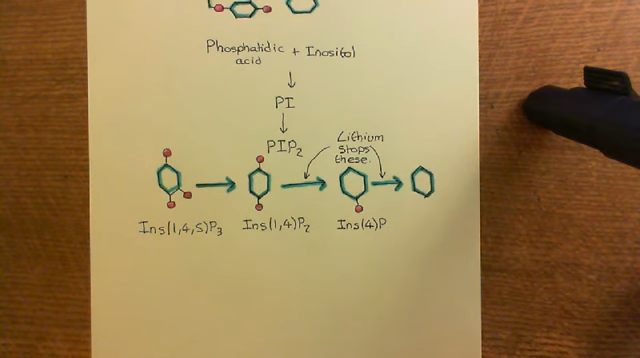 Phosphatidic + Inositol
acid
PI
PIP2
Lithium
stops
these.
Ins(1,4,5)P3 Ins(1,4)P2 Ins(4)P